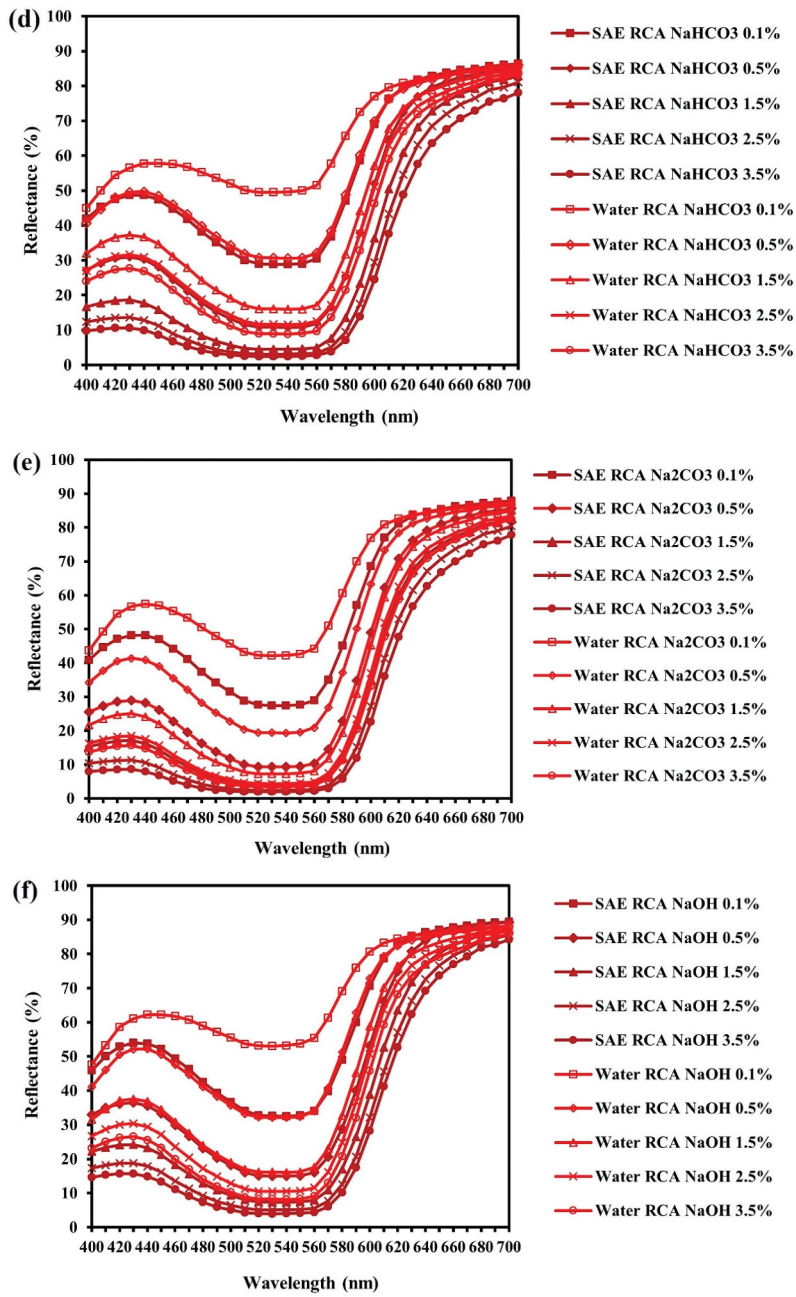 (d)
Reflectance (%)
100
90
80
70
60
50
40
30
20
10
0
400 420 440 460 480 500 520 540 560 580 600 620 640 660 680 700
Wavelength (nm)
SAE RCA NaHCO3 0.1%
SAE RCA NaHCO3 0.5%
SAE RCA NaHCO3 1.5%
SAE RCA NaHCO3 2.5%
SAE RCA NaHCO3 3.5%
Water RCA NaHCO3 0.1%
Water RCA NaHCO3 0.5%
Water RCA NaHCO3 1.5%
Water RCA NaHCO3 2.5%
Water RCA NaHCO3 3.5%
(e)
Reflectance (%)
100
90
80
70
60
50
40
30
20
10
0
400 420 440 460 480 500 520 540 560 580 600 620 640 660 680 700
Wavelength (nm)
SAE RCA Na2CO3 0.1%
SAE RCA Na2CO3 0.5%
SAE RCA Na2CO3 1.5%
SAE RCA Na2CO3 2.5%
SAE RCA Na2CO3 3.5%
Water RCA Na2CO3 0.1%
Water RCA Na2CO3 0.5%
Water RCA Na2CO3 1.5%
Water RCA Na2CO3 2.5%
Water RCA Na2CO3 3.5%
(f)
Reflectance (%)
100
90
80
70
60
50
40
30
20
10
0
400 420 440 460 480 500 520 540 560 580 600 620 640 660 680 700
Wavelength (nm)
SAE RCA NaOH 0.1%
SAE RCA NaOH 0.5%
SAE RCA NaOH 1.5%
SAE RCA NaOH 2.5%
SAE RCA NaOH 3.5%
Water RCA NaOH 0.1%
Water RCA NaOH 0.5%
Water RCA NaOH 1.5%
Water RCA NaOH 2.5%
Water RCA NaOH 3.5%